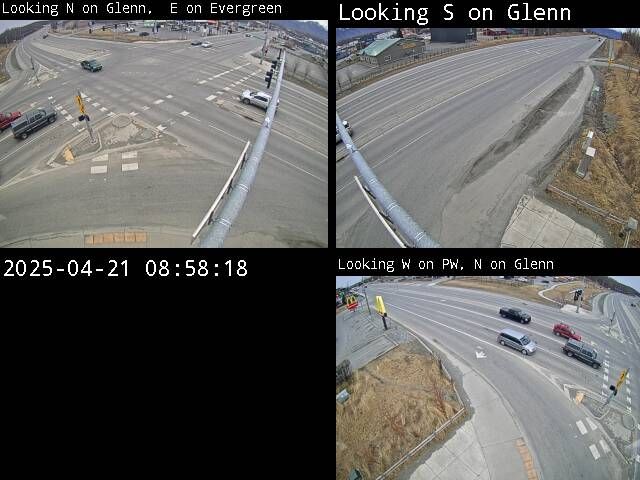 Looking N on Glenn,  E on Evergreen
Looking S on Glenn
2025-04-21 08:58:18
Looking W on PW, N on Glenn